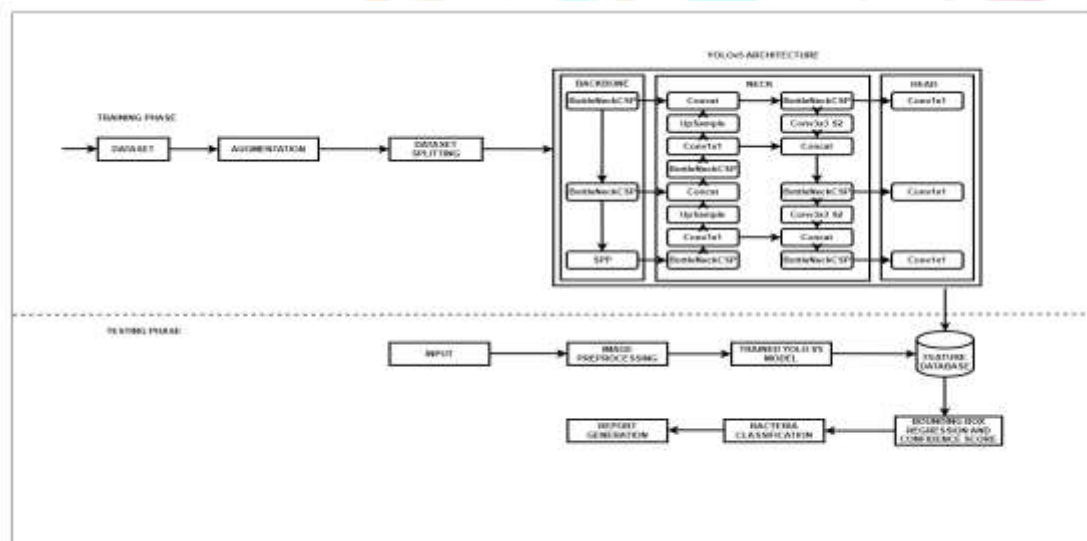 YOLOv5 ARCHITECTURE
BACKBONE
NECK
HEAD
BottleNeckCSP
Concat
BottleNeckCSP
Conv1x1
TRAINING PHASE
UpSample
Conv3x3 S2
DATASET
AUGMENTATION
DATASET
SPLITTING
Conv1x1
Concat
BottleNeckCSP
BottleNeckCSP
Concat
BottleNeckCSP
Conv1x1
UpSample
Conv3x3 S2
Conv1x1
Concat
SPP
BottleNeckCSP
BottleNeckCSP
Conv1x1
TESTING PHASE
INPUT
IMAGE
PREPROCESSING
TRAINED YOLO V5
MODEL
FEATURE
DATABASE
REPORT
GENERATION
BACTERIA
CLASSIFICATION
BOUNDING BOX
REGRESSION AND
CONFIDENCE SCORE